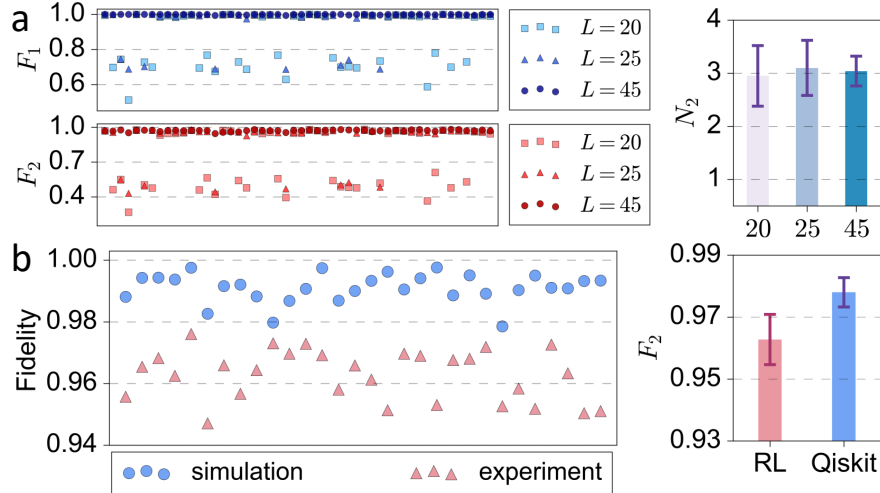 a
F₁
1.0
0.8
0.6
L = 20
L = 25
L = 45
F₂
1.0
0.7
0.4
L = 20
L = 25
L = 45
N₂
4
3
2
1
20 25 45
b
Fidelity
1.00
0.98
0.96
0.94
simulation experiment
F₂
0.99
0.97
0.95
0.93
RL Qiskit